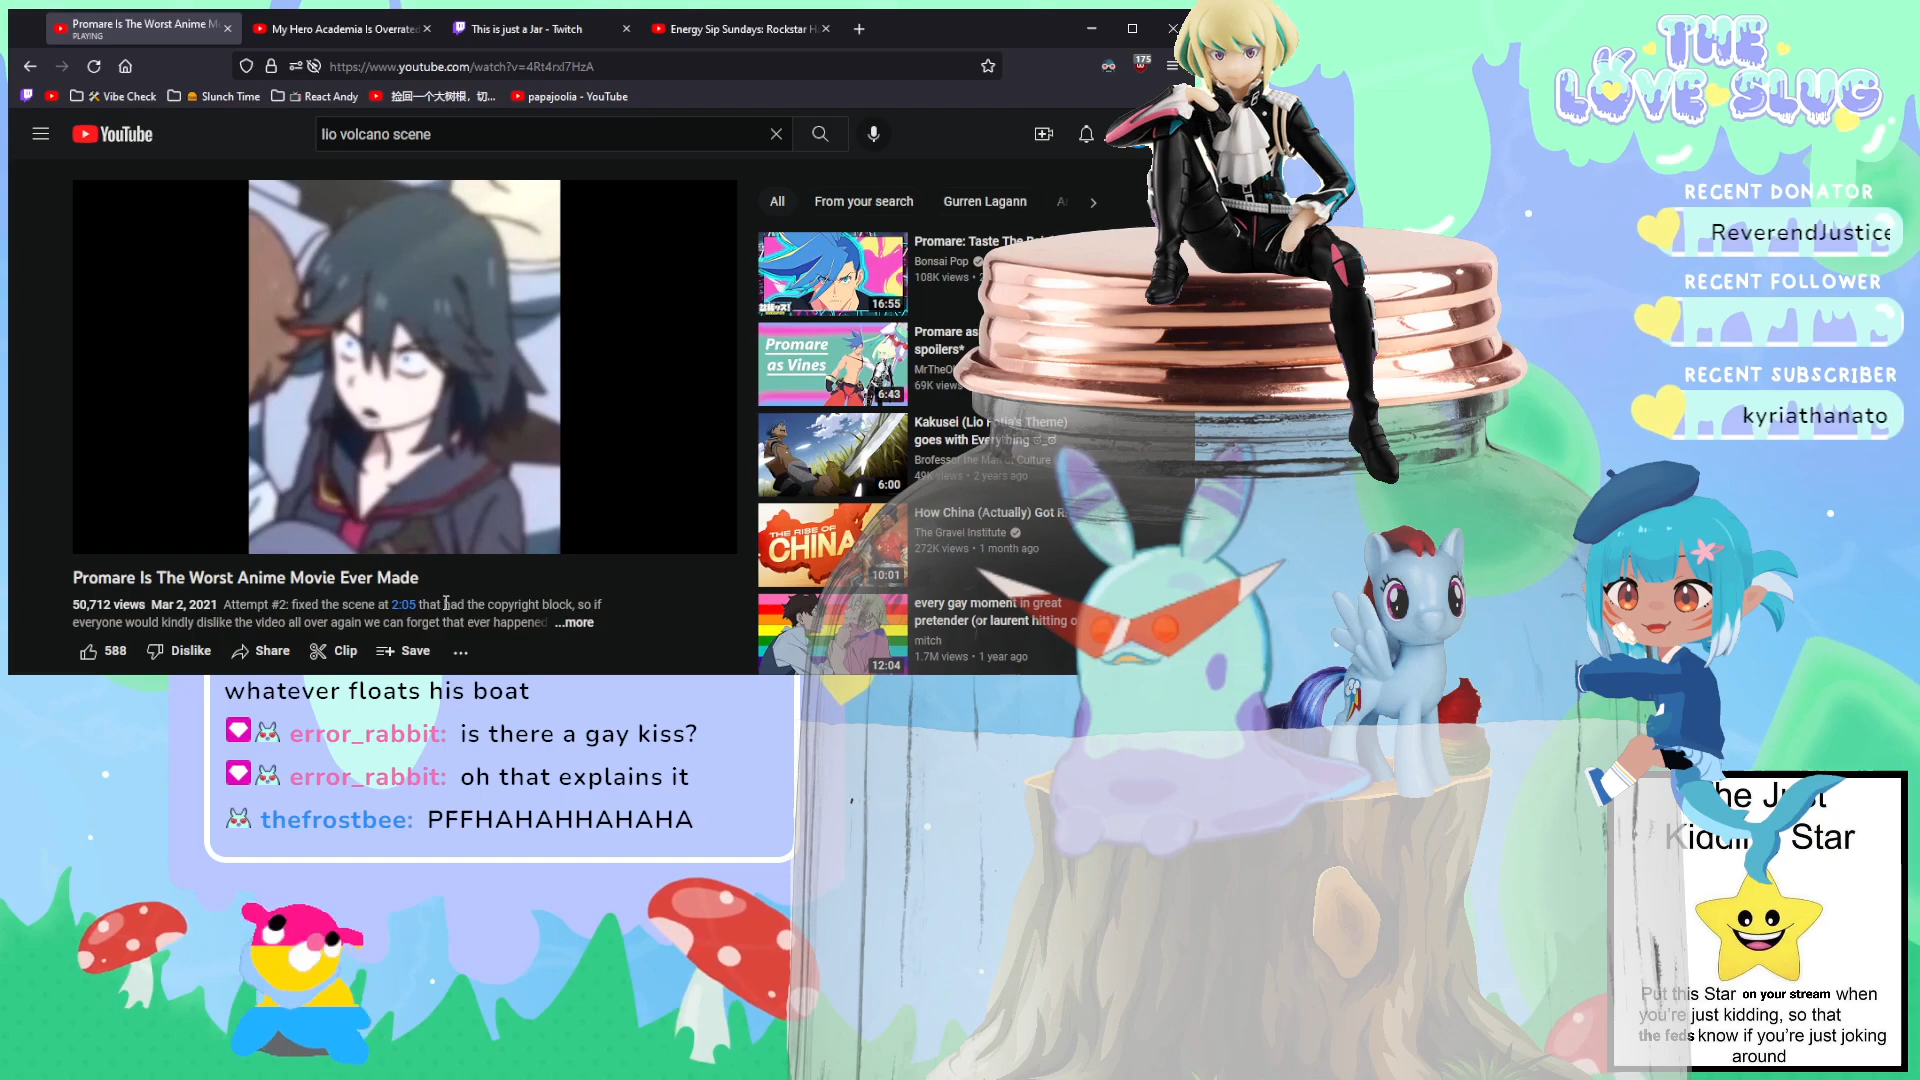 Promare Is The Worst Anime M
PLAYING
My Hero Academia Is Overrated
This is just a Jar - Twitch
Energy Sip Sundays: Rockstar H
https://www.youtube.com/watch?v=4Rt4rxl7HzA
175
Vibe Check
Slunch Time
React Andy
捡回一个大树根，切...
papajoolia - YouTube
YouTube
lio volcano scene
All
From your search
Gurren Lagann
Promare: Taste The
Bonsai Pop
108K views
16:55
Promare
as Vines
6:43
Promare as
spoilers*
69K views
Kakusei (Lio Fotia's Theme)
goes with Everything
Professor the Man of Culture
49K views • 2 years ago
6:00
THE RISE OF
CHINA
10:01
How China (Actually) Got R
The Gravel Institute
272K views • 1 month ago
every gay moment in great
pretender (or laurent hitting o
mitch
1.7M views • 1 year ago
12:04
Promare Is The Worst Anime Movie Ever Made
50,712 views Mar 2, 2021 Attempt #2: fixed the scene at 2:05 that had the copyright block, so if
everyone would kindly dislike the video all over again we can forget that ever happened ...more
588
Dislike
Share
Clip
Save
whatever floats his boat
error_rabbit: is there a gay kiss?
error_rabbit: oh that explains it
thefrostbee: PFFHAHAHHAHAHA
THE
LOVE SLUG
RECENT DONATOR
ReverendJustice
RECENT FOLLOWER
RECENT SUBSCRIBER
kyriathanato
The Just
Kidding Star
Put this Star on your stream when
you're just kidding, so that
the feds know if you're just joking
around